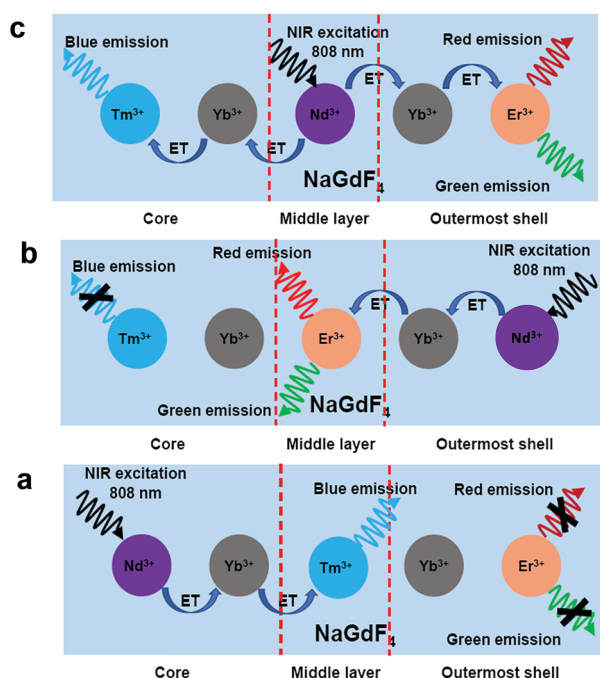 c
Blue emission
NIR excitation
808 nm
Red emission
ET
ET
Tm³⁺
Yb³⁺
Nd³⁺
Yb³⁺
Er³⁺
ET
ET
NaGdF₄
Green emission
Core
Middle layer
Outermost shell
b
Blue emission
Red emission
NIR excitation
808 nm
ET
ET
Tm³⁺
Yb³⁺
Er³⁺
Yb³⁺
Nd³⁺
Green emission
NaGdF₄
Core
Middle layer
Outermost shell
a
NIR excitation
808 nm
Blue emission
Red emission
Nd³⁺
Yb³⁺
Tm³⁺
Yb³⁺
Er³⁺
ET
ET
NaGdF₄
Green emission
Core
Middle layer
Outermost shell